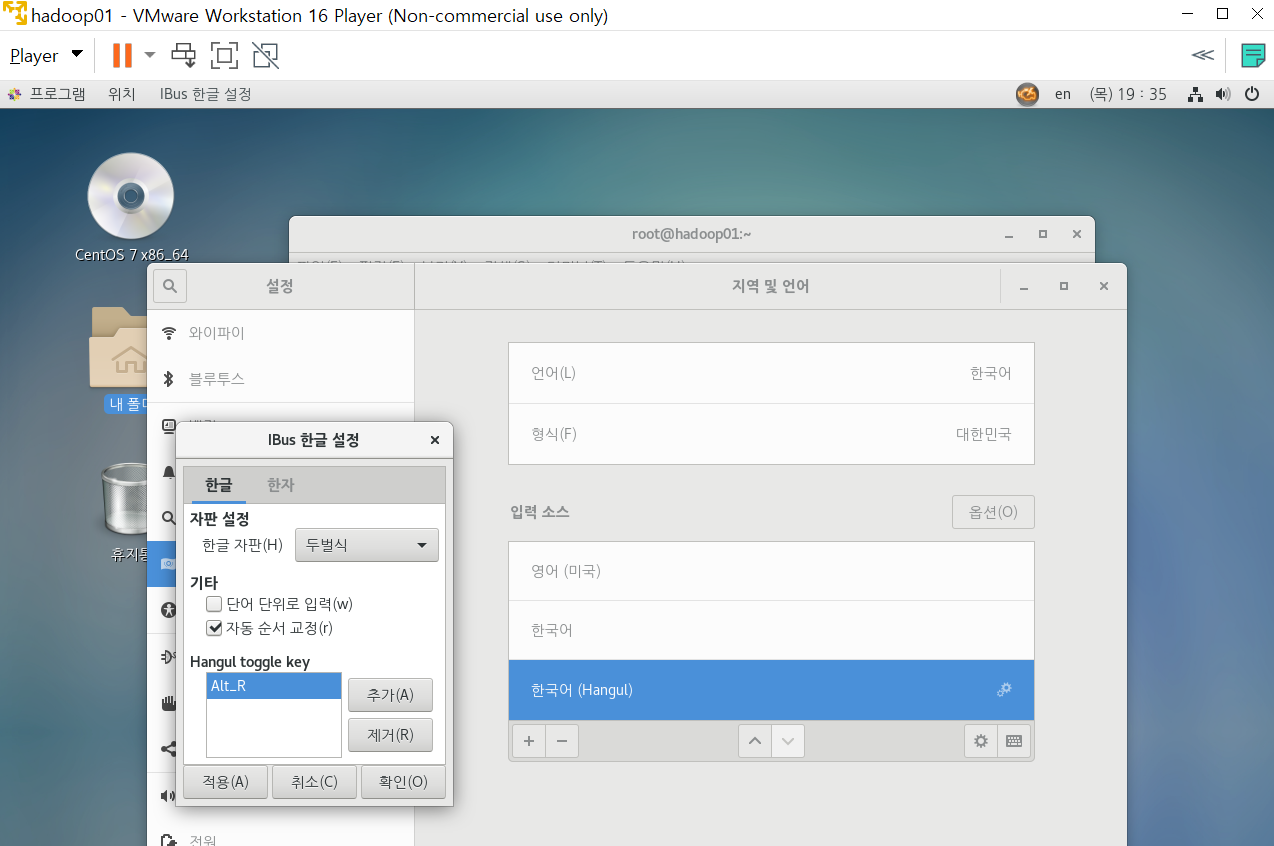 hadoop01 - VMware Workstation 16 Player (Non-commercial use only)
Player
프로그램 위치 IBus 한글 설정 en (목) 19 : 35
CentOS 7 x86_64
root@hadoop01:~
설정 지역 및 언어
와이파이
블루투스
언어(L) 한국어
형식(F) 대한민국
내 폴더
IBus 한글 설정
한글 한자
자판 설정
한글 자판(H) 두벌식
기타
단어 단위로 입력(w)
자동 순서 교정(r)
Hangul toggle key
Alt_R
추가(A)
제거(R)
적용(A) 취소(C) 확인(O)
입력 소스 옵션(O)
영어 (미국)
한국어
한국어 (Hangul)
휴지통
전원